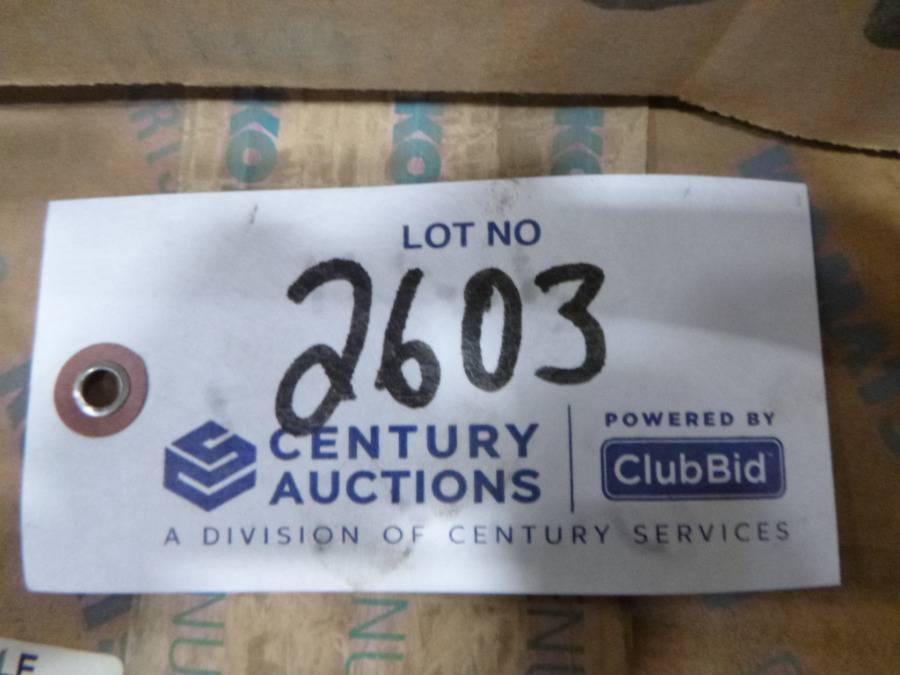 LOT NO
2603
CENTURY
AUCTIONS
POWERED BY
ClubBid
A DIVISION OF CENTURY SERVICES